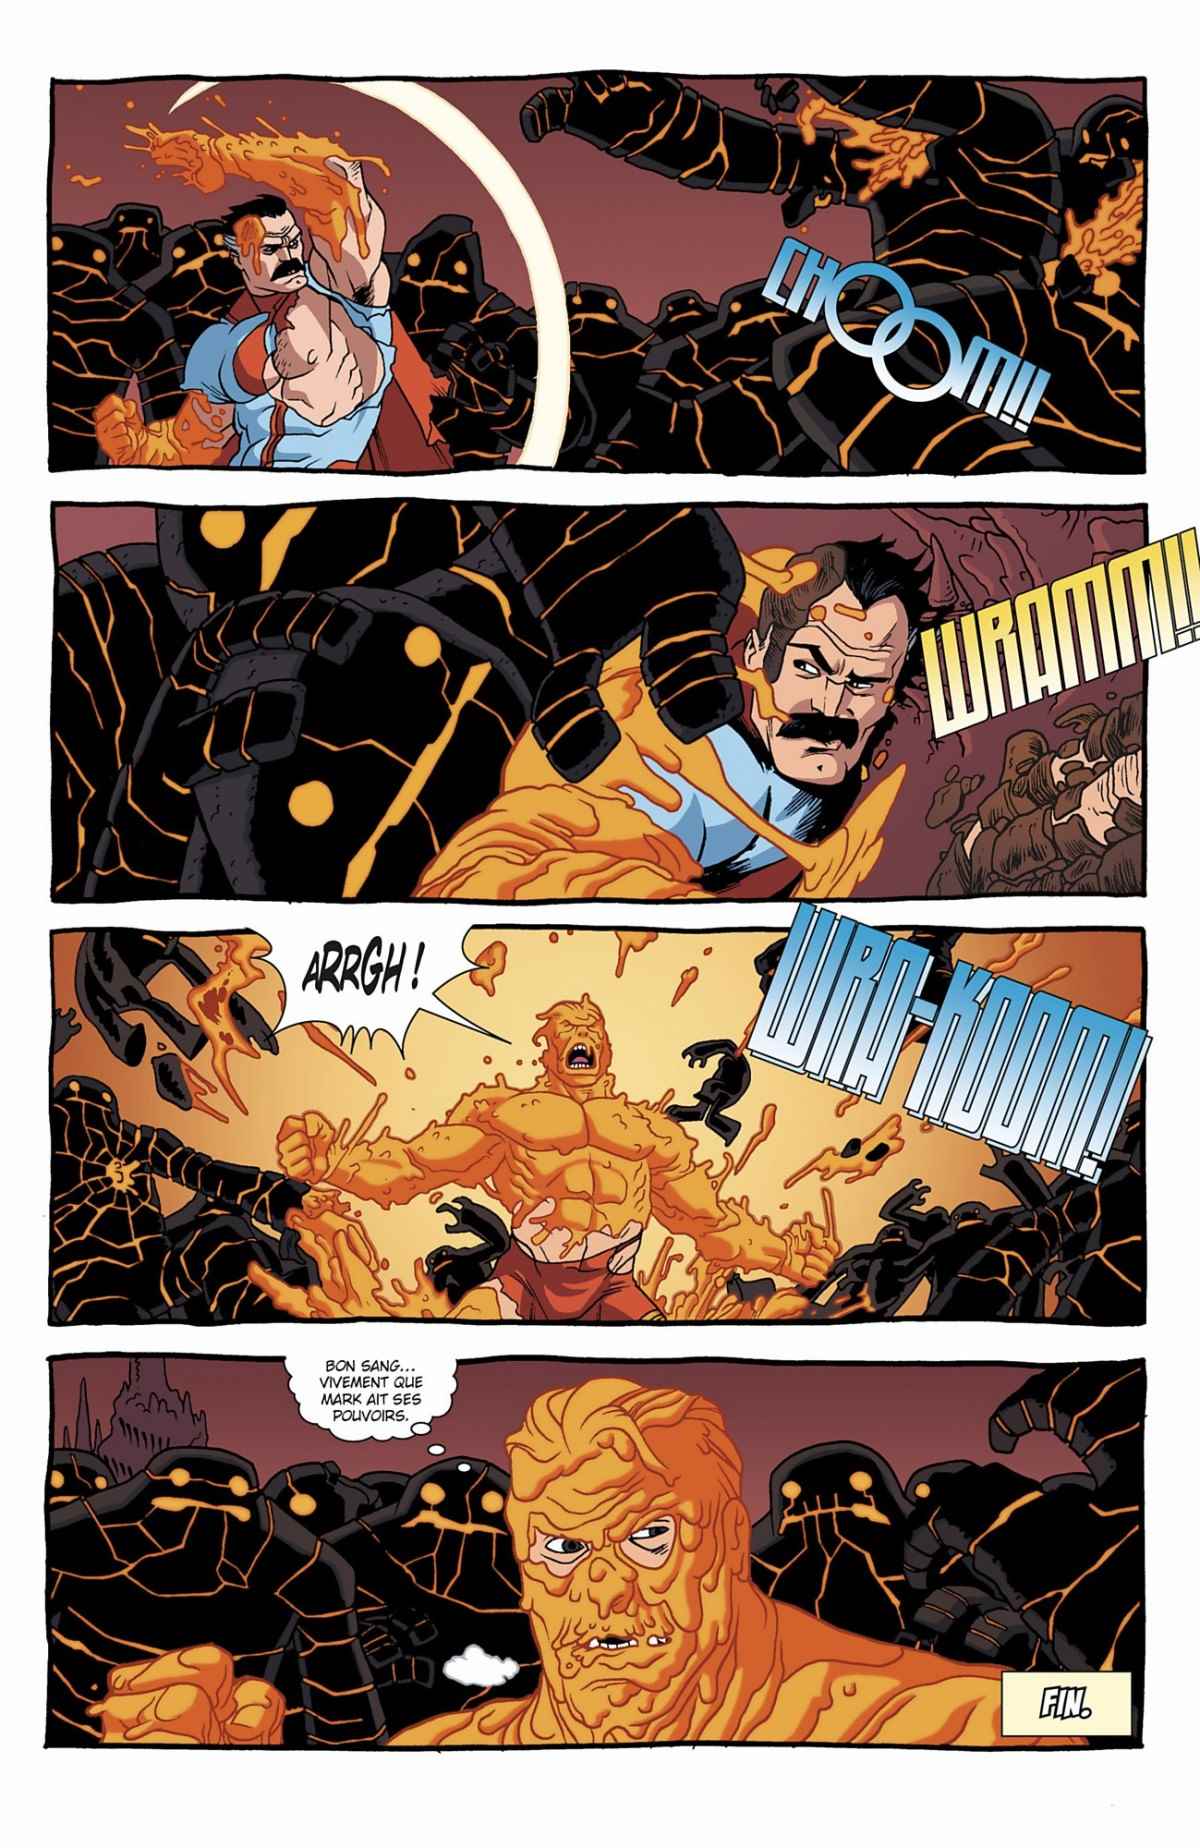 CHOOOM!!
WRAMM!!
ARRGH !
WRA-KOOM!
BON SANG...
VIVEMENT QUE
MARK AIT SES
POUVOIRS.
FIN.